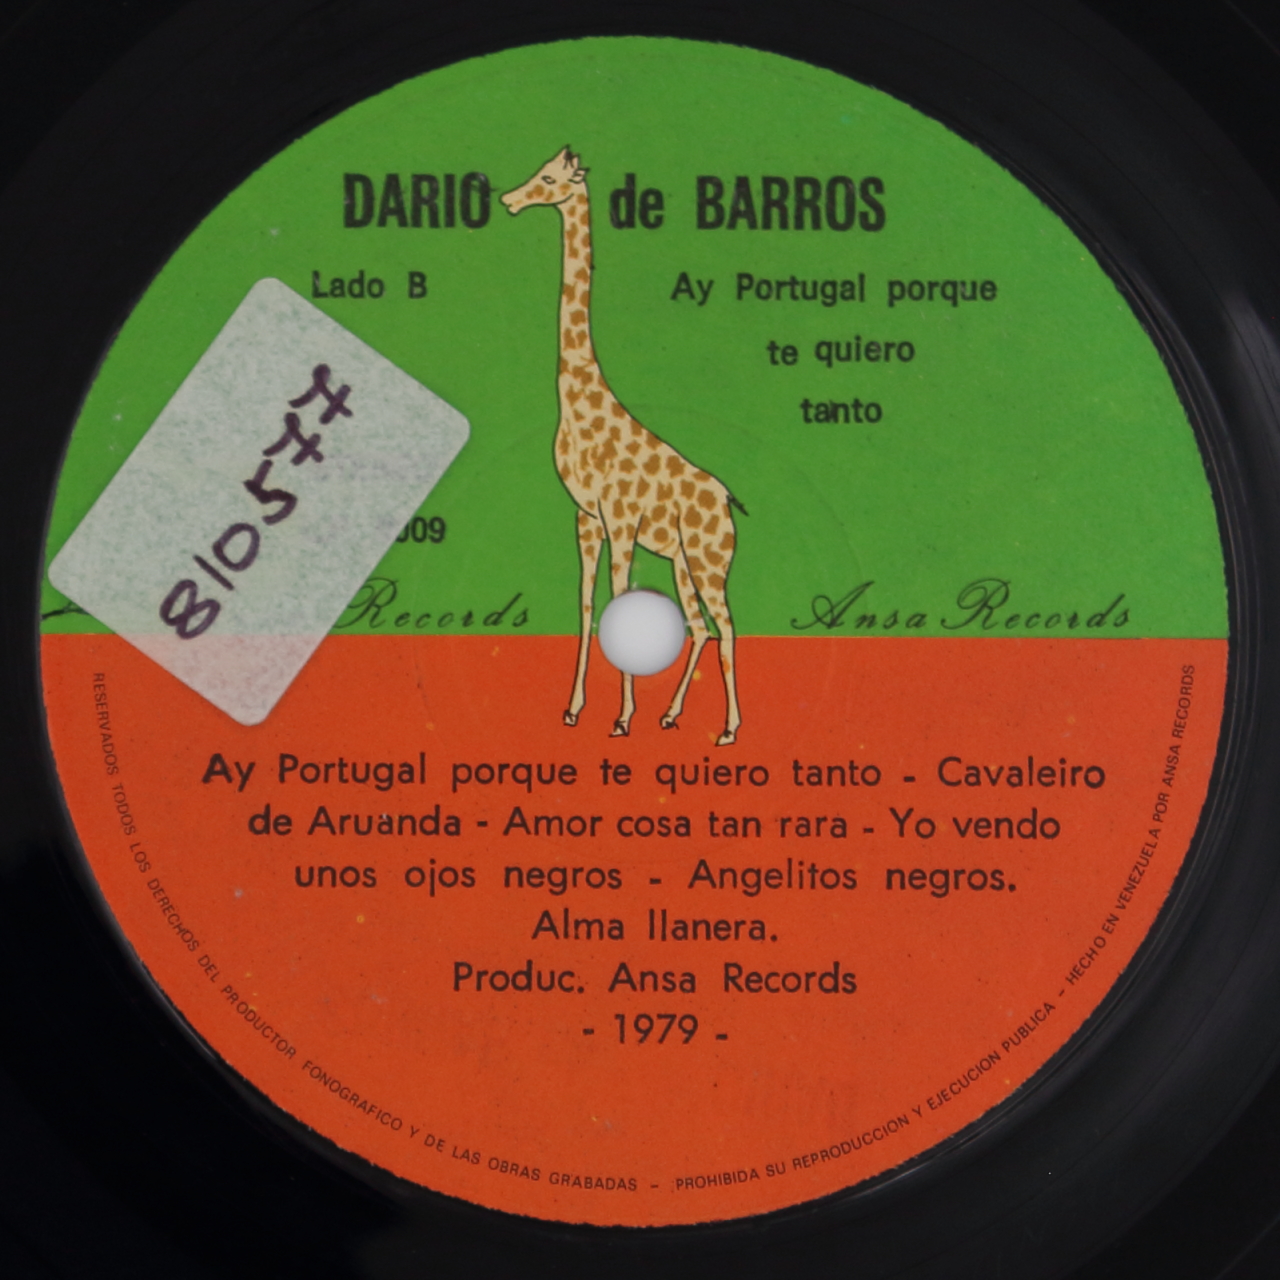 DARIO de BARROS
Lado B
Ay Portugal porque
te quiero
tanto
810577
Records
Ansa Records
Ay Portugal porque te quiero tanto - Cavaleiro
de Aruanda - Amor cosa tan rara - Yo vendo
unos ojos negros - Angelitos negros.
Alma llanera.
Produc. Ansa Records
- 1979 -
RESERVADOS TODOS LOS DERECHOS DEL PRODUCTOR FONOGRAFICO Y DE LAS OBRAS GRABADAS - PROHIBIDA SU REPRODUCCION Y EJECUCION PUBLICA - HECHO EN VENEZUELA POR ANSA RECORDS